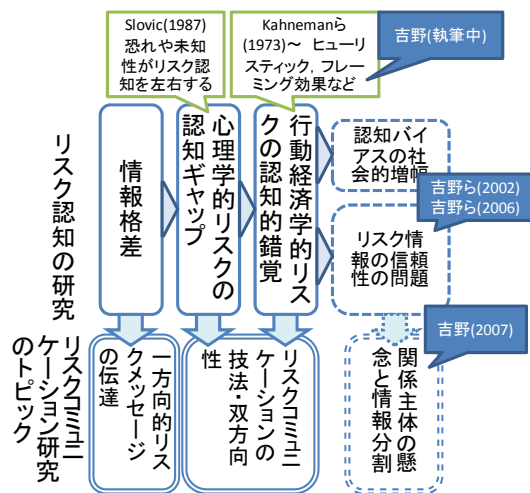 Slovic(1987)
恐れや未知
性がリスク認
知を左右する
Kahnemanら
(1973)～ ヒューリ
スティック, フレー
ミング効果など
吉野(執筆中)
リスク認知の研究
情報格差
心理学的リスクの
認知ギャップ
行動経済学的リス
クの認知的錯覚
認知バイ
アスの社
会的増幅
吉野ら(2002)
吉野ら(2006)
リスク情
報の信頼
性の問題
吉野(2007)
リスクコミュニ
ケーション研究
のトピック
一方向的リス
クメッセージ
の伝達
リスクコミュニ
ケーションの
技法・双方向
性
関係主体の懸
念と情報分割